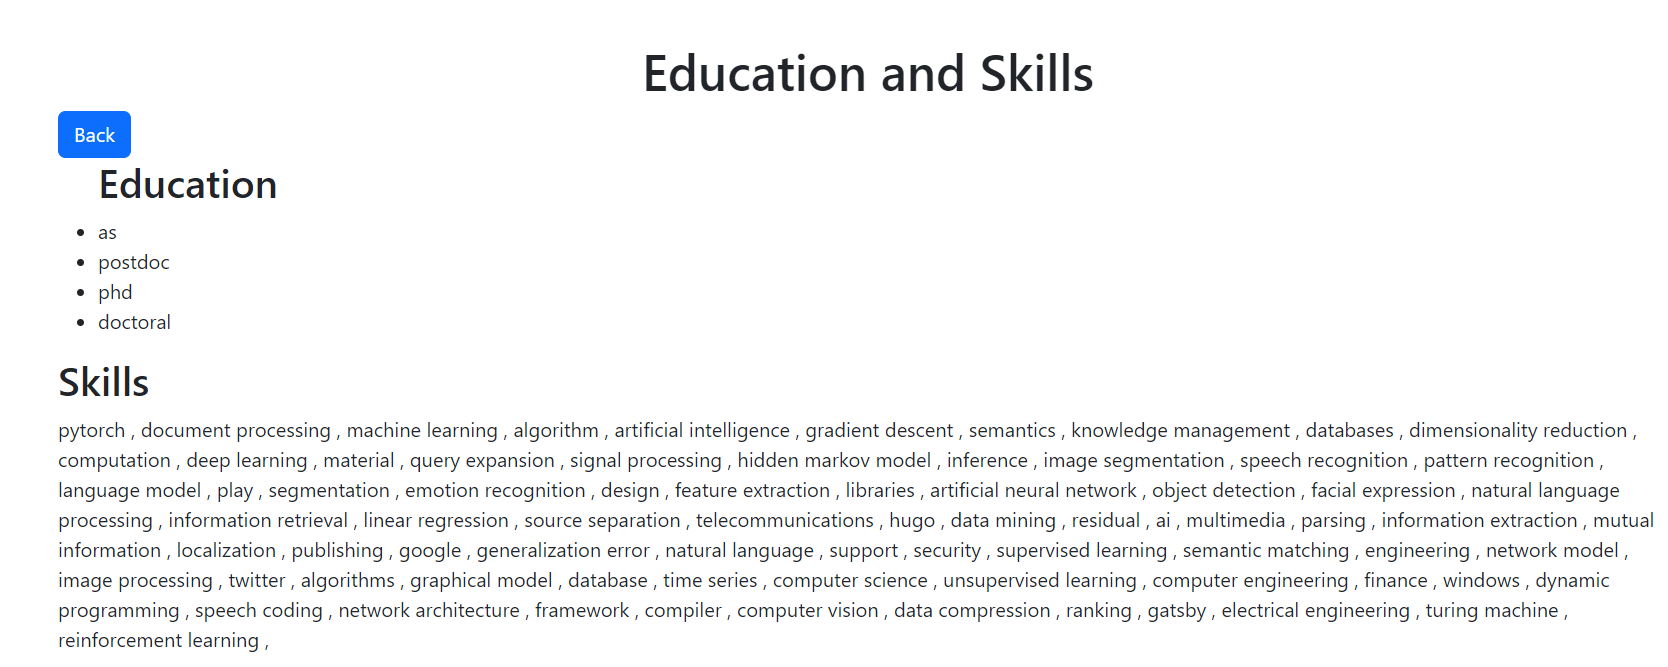 Education and Skills
Back
Education
as
postdoc
phd
doctoral
Skills
pytorch , document processing , machine learning , algorithm , artificial intelligence , gradient descent , semantics , knowledge management , databases , dimensionality reduction ,
computation , deep learning , material , query expansion , signal processing , hidden markov model , inference , image segmentation , speech recognition , pattern recognition ,
language model , play , segmentation , emotion recognition , design , feature extraction , libraries , artificial neural network , object detection , facial expression , natural language
processing , information retrieval , linear regression , source separation , telecommunications , hugo , data mining , residual , ai , multimedia , parsing , information extraction , mutual
information , localization , publishing , google , generalization error , natural language , support , security , supervised learning , semantic matching , engineering , network model ,
image processing , twitter , algorithms , graphical model , database , time series , computer science , unsupervised learning , computer engineering , finance , windows , dynamic
programming , speech coding , network architecture , framework , compiler , computer vision , data compression , ranking , gatsby , electrical engineering , turing machine ,
reinforcement learning ,